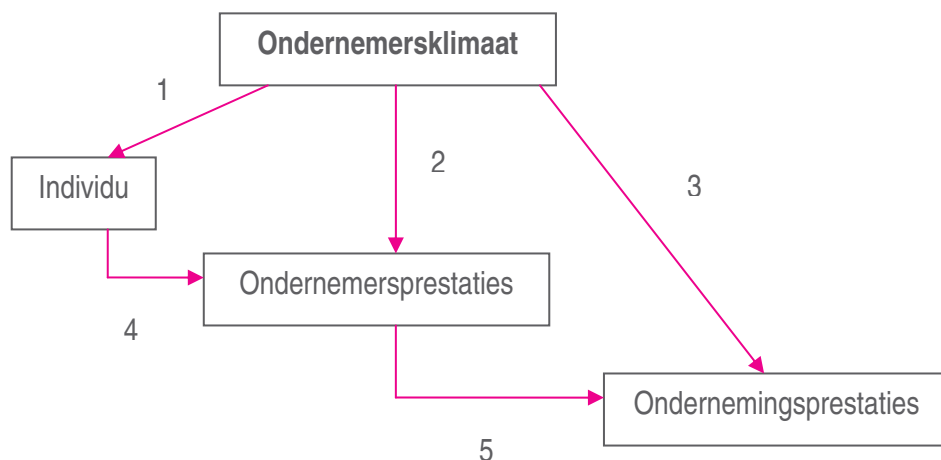 Ondernemersklimaat
1
2
Individu
3
Ondernemersprestaties
4
Ondernemingsprestaties
5